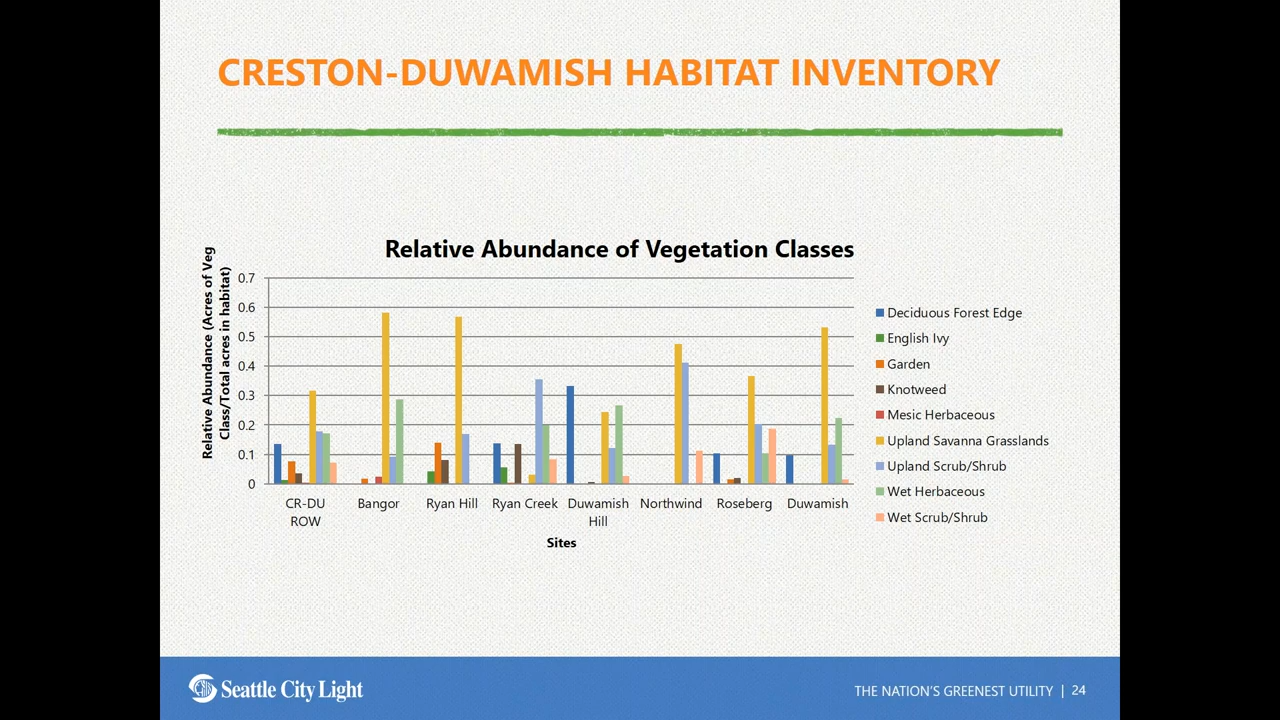 CRESTON-DUWAMISH HABITAT INVENTORY
Relative Abundance of Vegetation Classes
Relative Abundance (Acres of Veg
Class/Total acres in habitat)
0.7
0.6
0.5
0.4
0.3
0.2
0.1
0
CR-DU
ROW
Bangor
Ryan Hill
Ryan Creek
Duwamish
Hill
Northwind
Roseberg
Duwamish
Sites
Deciduous Forest Edge
English Ivy
Garden
Knotweed
Mesic Herbaceous
Upland Savanna Grasslands
Upland Scrub/Shrub
Wet Herbaceous
Wet Scrub/Shrub
Seattle City Light
THE NATION'S GREENEST UTILITY | 24